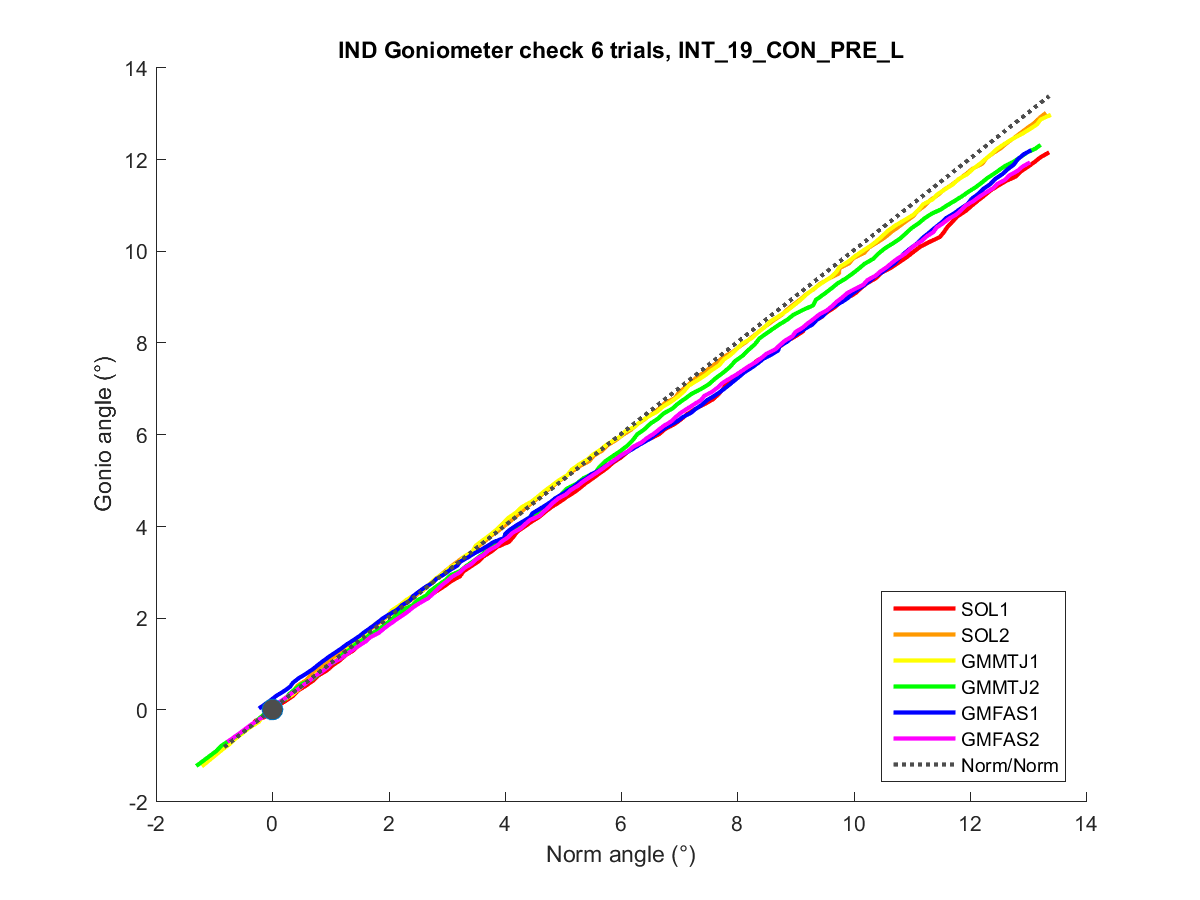 IND Goniometer check 6 trials, INT_19_CON_PRE_L
14
12
10
8
6
4
2
0
-2
Gonio angle (°)
-2 0 2 4 6 8 10 12 14
Norm angle (°)
SOL1
SOL2
GMMTJ1
GMMTJ2
GMFAS1
GMFAS2
Norm/Norm